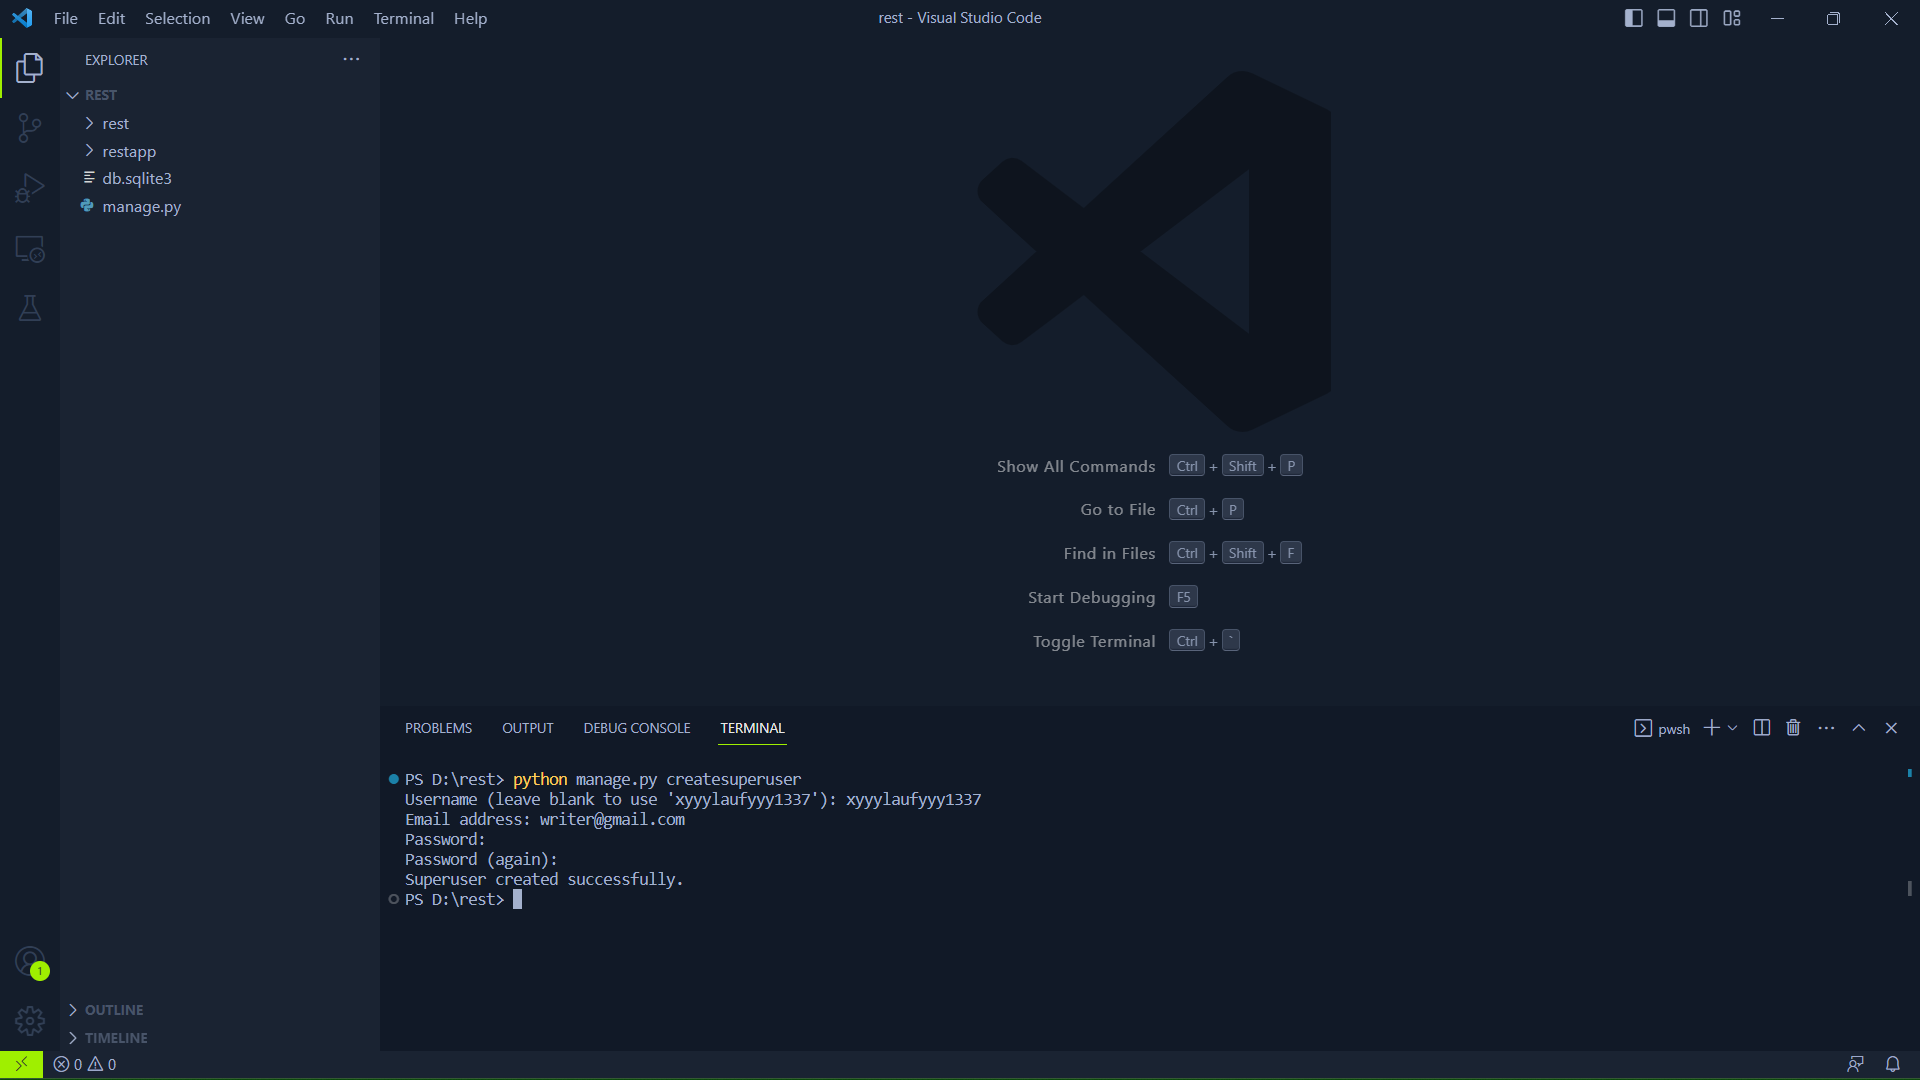 File Edit Selection View Go Run Terminal Help
rest - Visual Studio Code
EXPLORER
REST
rest
restapp
db.sqlite3
manage.py
Show All Commands Ctrl + Shift + P
Go to File Ctrl + P
Find in Files Ctrl + Shift + F
Start Debugging F5
Toggle Terminal Ctrl + `
PROBLEMS OUTPUT DEBUG CONSOLE TERMINAL
pwsh
PS D:\rest> python manage.py createsuperuser
Username (leave blank to use 'xyyylaufyyy1337'): xyyylaufyyy1337
Email address: writer@gmail.com
Password:
Password (again):
Superuser created successfully.
PS D:\rest>
1
OUTLINE
TIMELINE
0 0